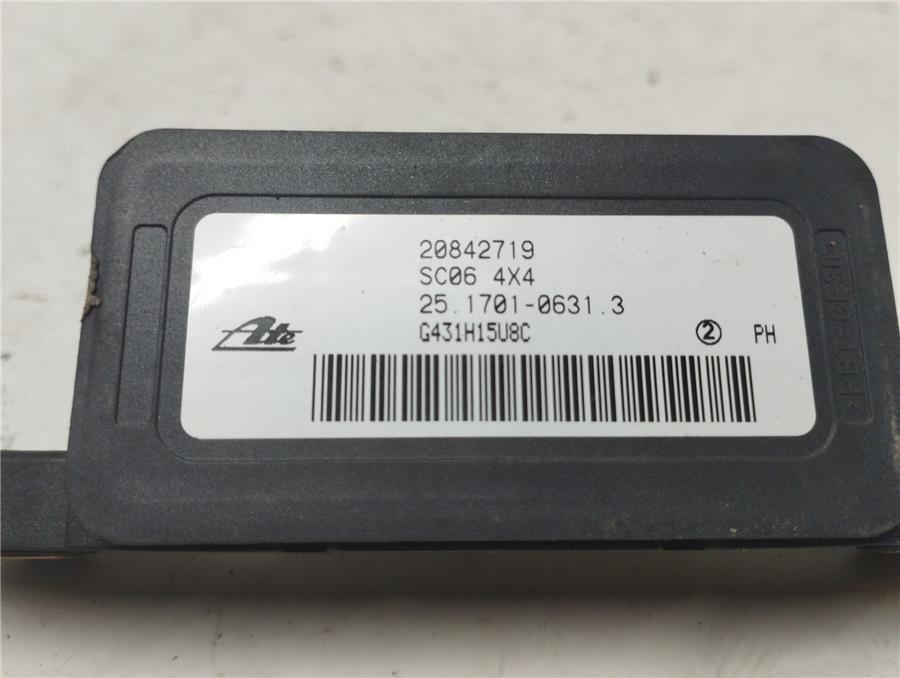 20842719
SC06 4X4
25.1701-0631.3
Ate
G431H15U8C
2 PH